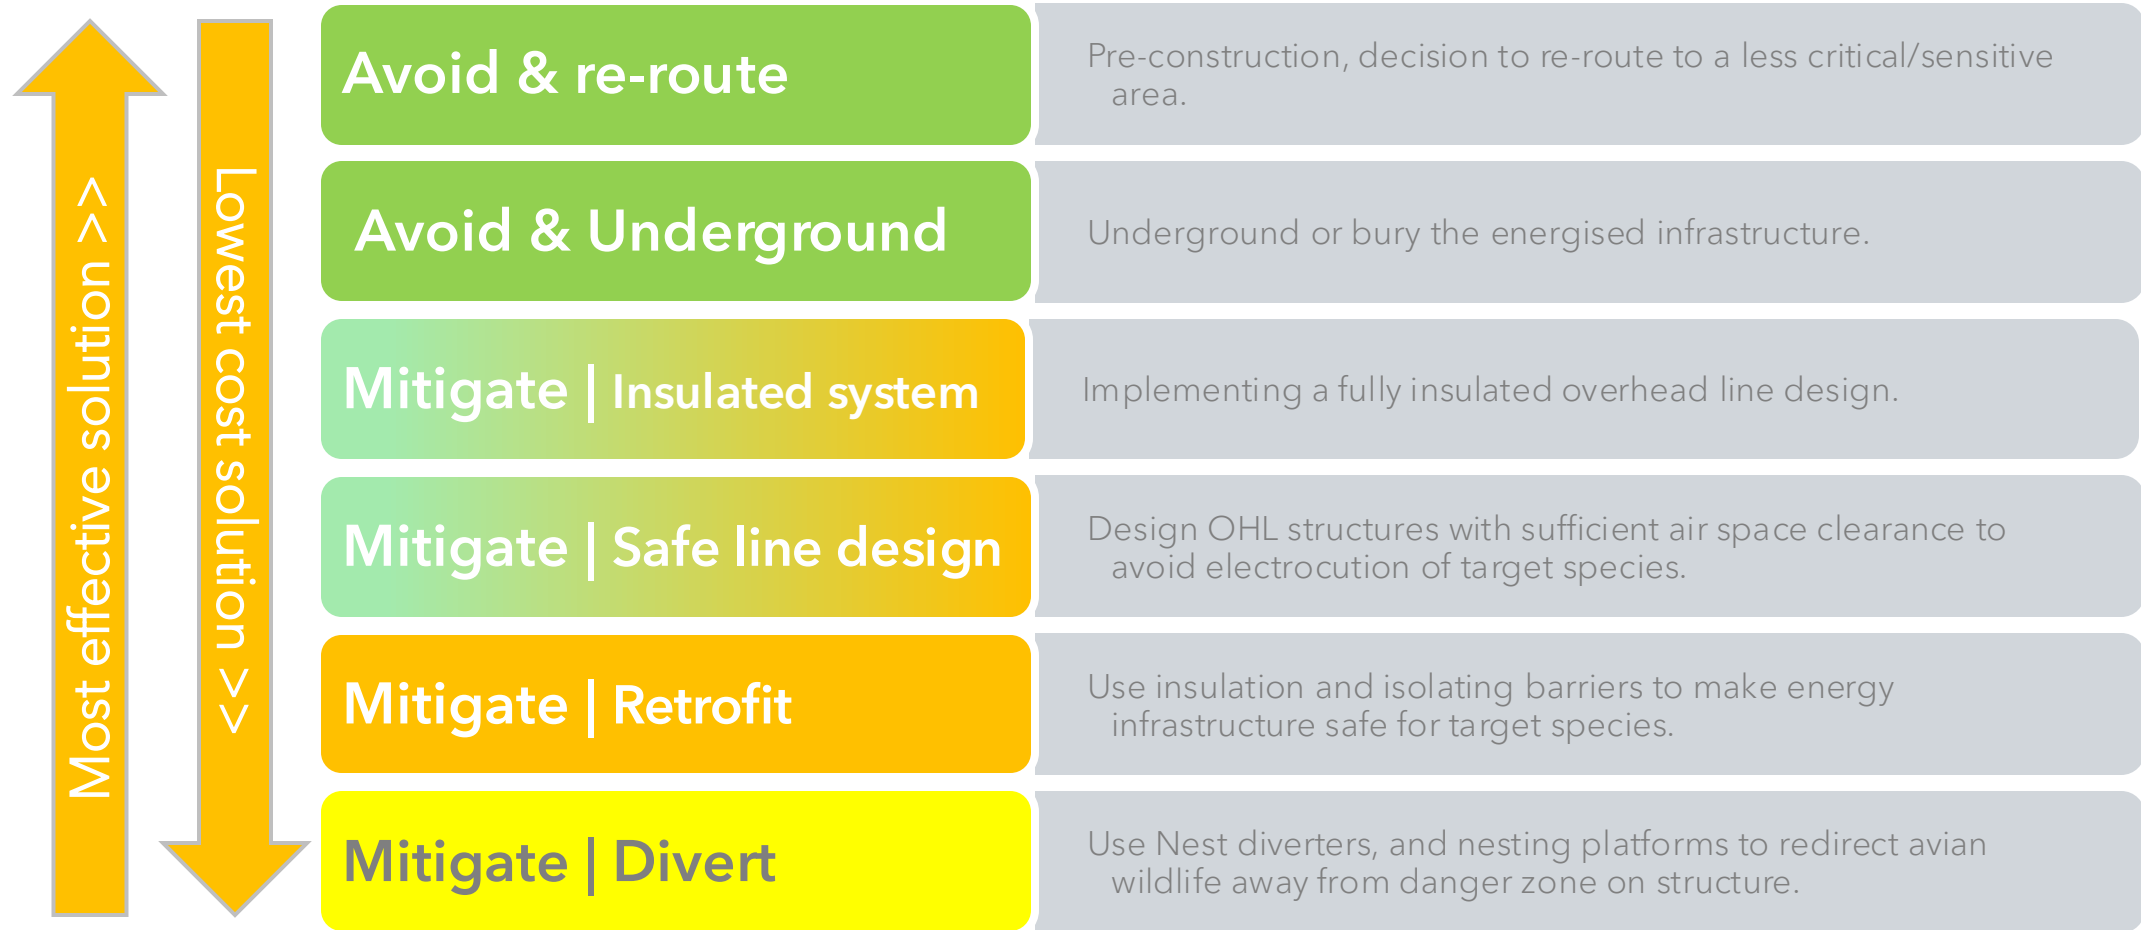 Most effective solution >>
Lowest cost solution >>
Avoid & re-route
Pre-construction, decision to re-route to a less critical/sensitive
area.
Avoid & Underground
Underground or bury the energised infrastructure.
Mitigate | Insulated system
Implementing a fully insulated overhead line design.
Mitigate | Safe line design
Design OHL structures with sufficient air space clearance to
avoid electrocution of target species.
Mitigate | Retrofit
Use insulation and isolating barriers to make energy
infrastructure safe for target species.
Mitigate | Divert
Use Nest diverters, and nesting platforms to redirect avian
wildlife away from danger zone on structure.